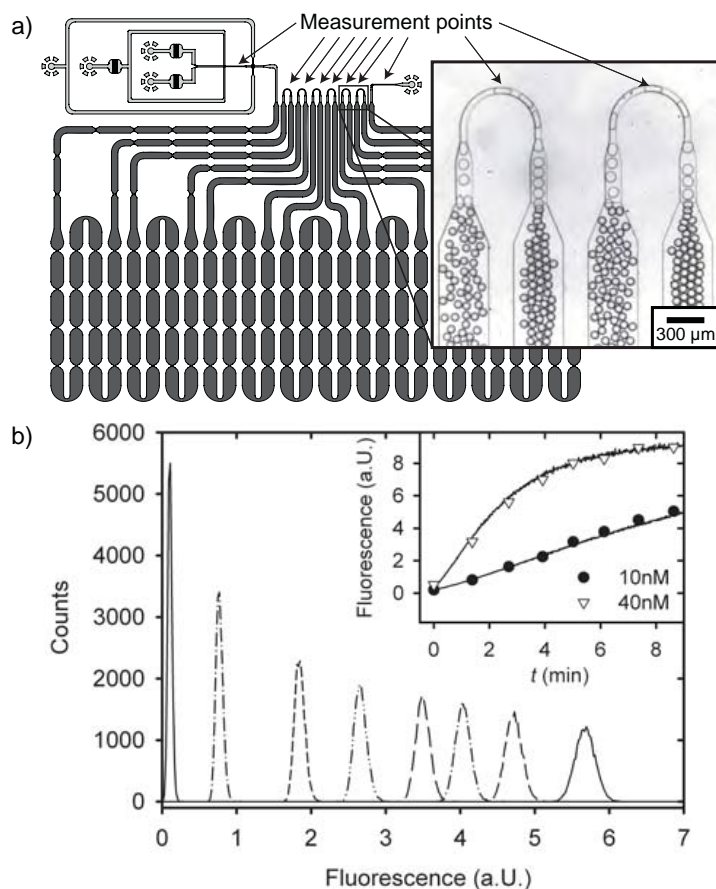 a)
Measurement points
300 µm
b)
6000
5000
4000
3000
2000
1000
0
Counts
0 1 2 3 4 5 6 7
Fluorescence (a.U.)
8
6
4
2
0
Fluorescence (a.U.)
10nM
40nM
0 2 4 6 8
t (min)